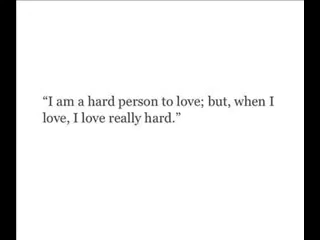 “I am a hard person to love; but, when I
love, I love really hard.”